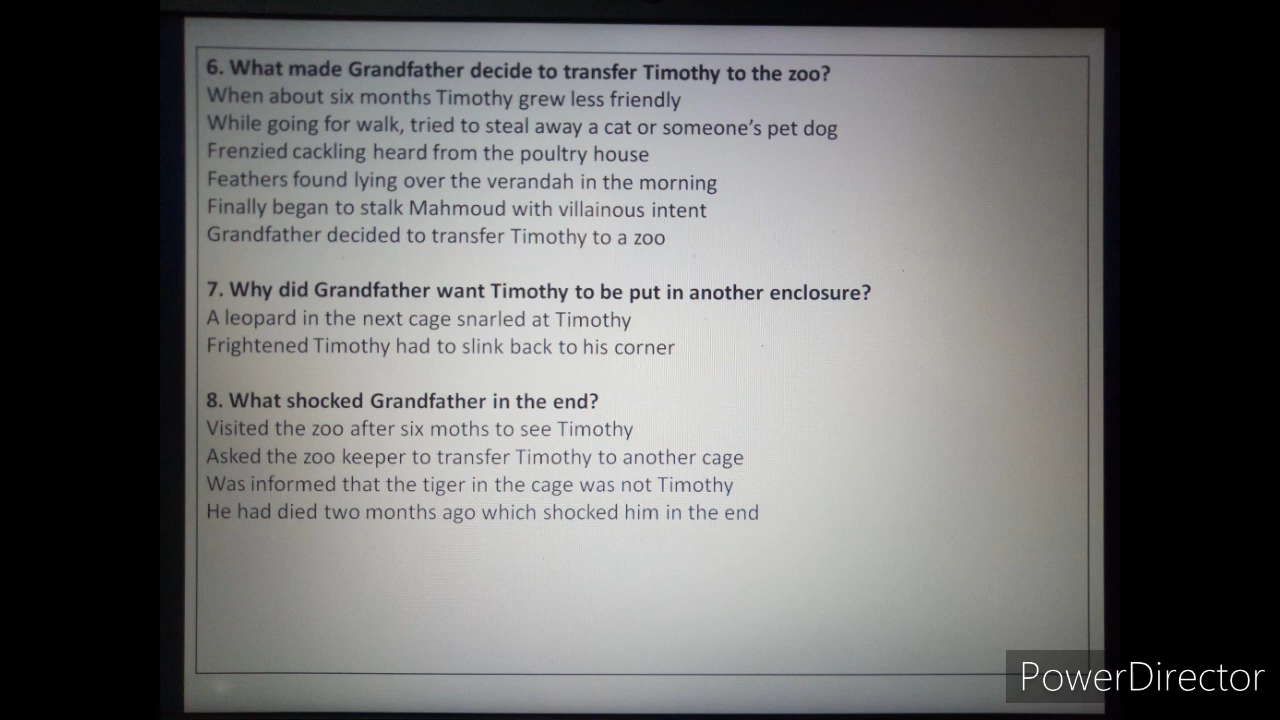 6. What made Grandfather decide to transfer Timothy to the zoo?
When about six months Timothy grew less friendly
While going for walk, tried to steal away a cat or someone's pet dog
Frenzied cackling heard from the poultry house
Feathers found lying over the verandah in the morning
Finally began to stalk Mahmoud with villainous intent
Grandfather decided to transfer Timothy to a zoo
7. Why did Grandfather want Timothy to be put in another enclosure?
A leopard in the next cage snarled at Timothy
Frightened Timothy had to slink back to his corner
8. What shocked Grandfather in the end?
Visited the zoo after six moths to see Timothy
Asked the zoo keeper to transfer Timothy to another cage
Was informed that the tiger in the cage was not Timothy
He had died two months ago which shocked him in the end
PowerDirector